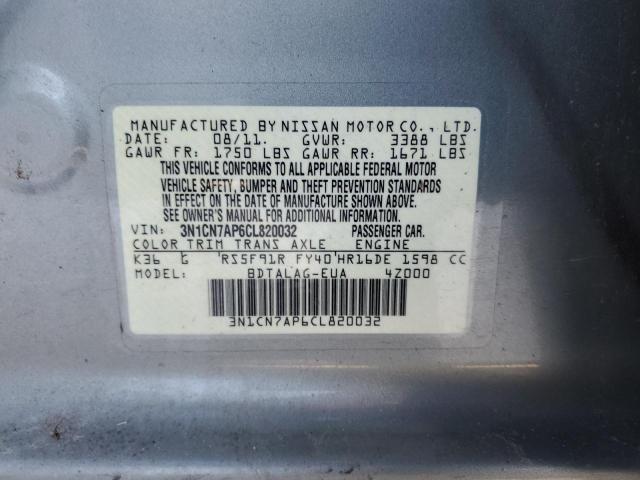 MANUFACTURED BY NISSAN MOTOR CO., LTD.
DATE: 08/11. GVWR: 3388 LBS
GAWR FR: 1750 LBS GAWR RR: 1671 LBS
THIS VEHICLE CONFORMS TO ALL APPLICABLE FEDERAL MOTOR
VEHICLE SAFETY, BUMPER AND THEFT PREVENTION STANDARDS
IN EFFECT ON THE DATE OF MANUFACTURE SHOWN ABOVE.
SEE OWNER'S MANUAL FOR ADDITIONAL INFORMATION
VIN: 3N1CN7AP6CL820032 PASSENGER CAR.
COLOR TRIM TRANS AXLE ENGINE
K36 G 'RS5F91R FY40'HR16DE 1598 CC
BDTALAG-EUA 4Z000
3N1CN7AP6CL820032